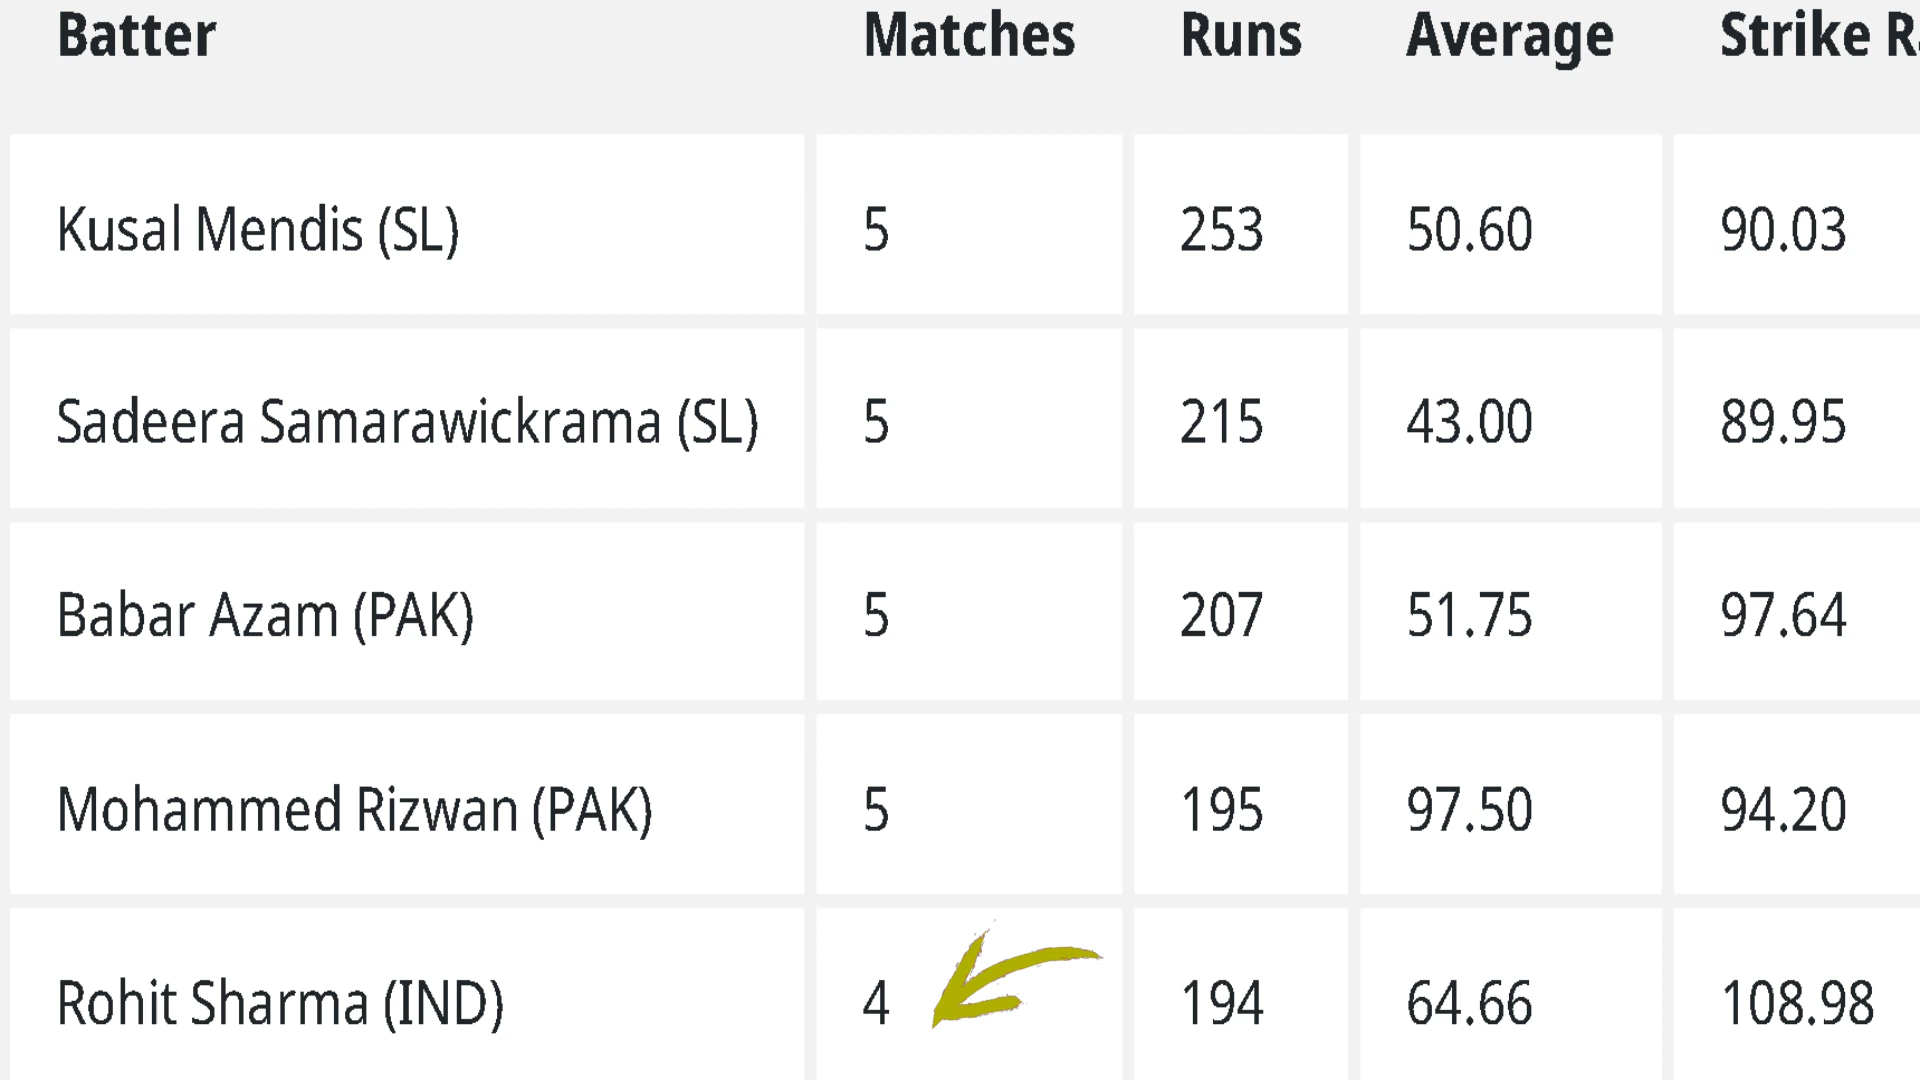 Batter Matches Runs Average Strike
Kusal Mendis (SL) 5 253 50.60 90.03
Sadeera Samarawickrama (SL) 5 215 43.00 89.95
Babar Azam (PAK) 5 207 51.75 97.64
Mohammed Rizwan (PAK) 5 195 97.50 94.20
Rohit Sharma (IND) 4 194 64.66 108.98